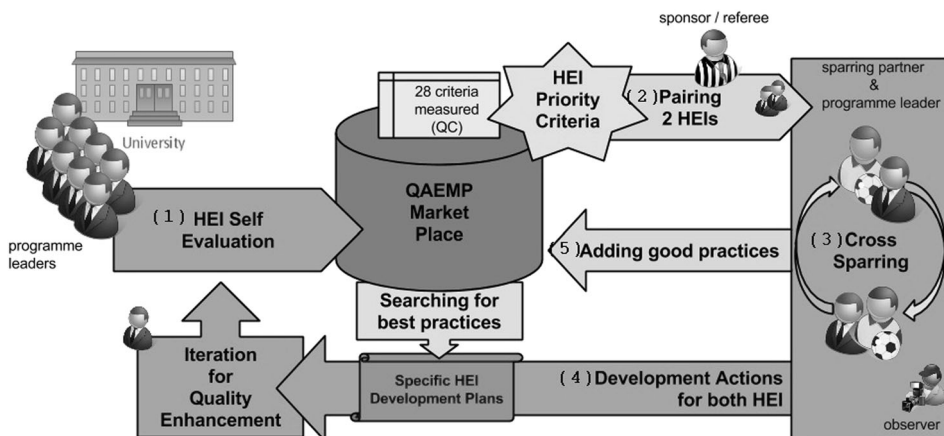 sponsor / referee
University
programme
leaders
(1) HEI Self
Evaluation
28 criteria
measured
(QC)
HEI
Priority
Criteria
(2) Pairing
2 HEIs
sparring partner
&
programme leader
QAEMP
Market
Place
(3) Cross
Sparring
(5) Adding good practices
Searching for
best practices
Specific HEI
Development Plans
(4) Development Actions
for both HEI
Iteration
for
Quality
Enhancement
observer